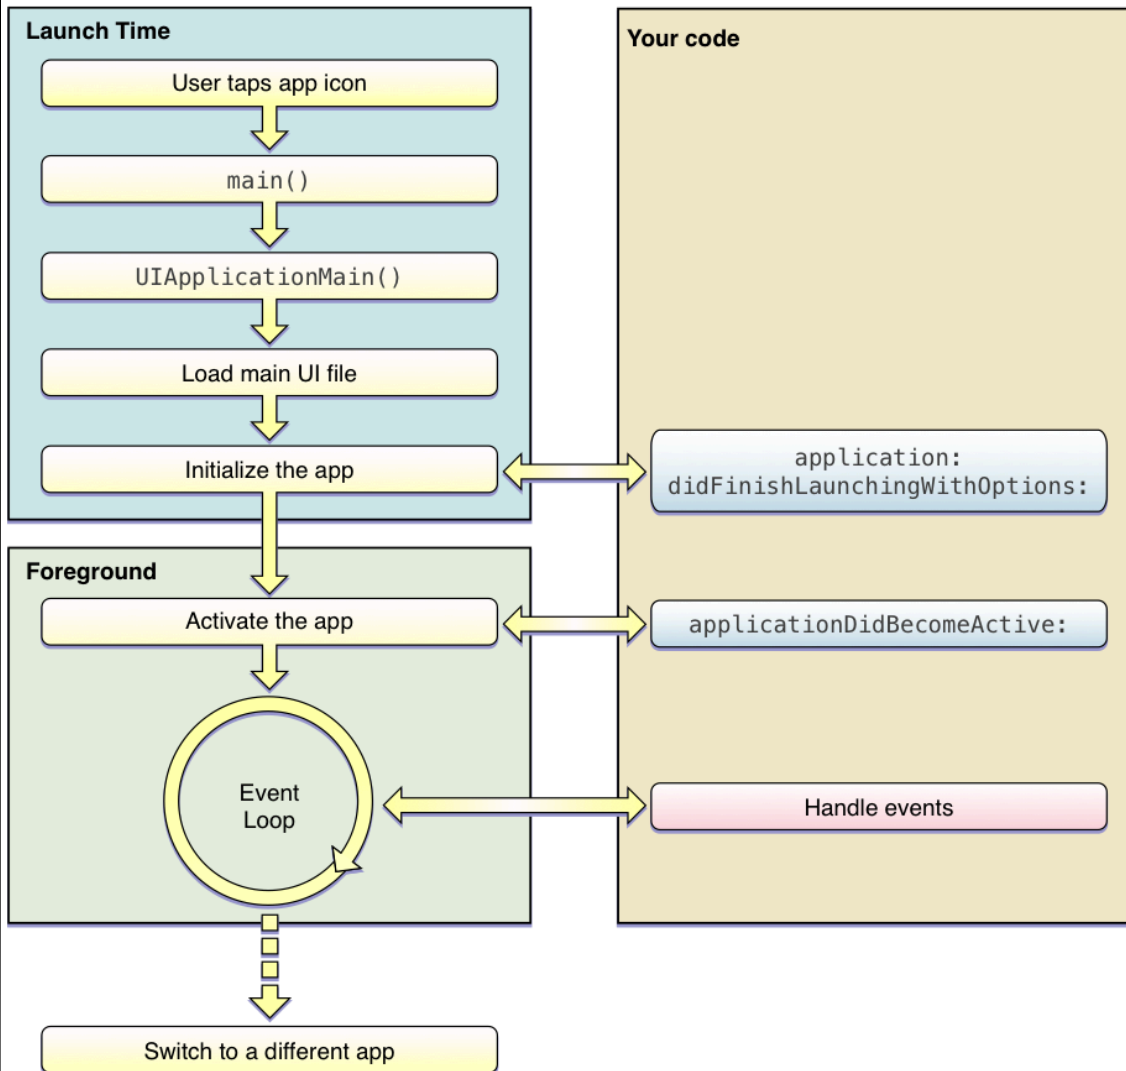 Launch Time
User taps app icon
main()
UIApplicationMain()
Load main UI file
Initialize the app
Foreground
Activate the app
Event
Loop
Switch to a different app
Your code
application:
didFinishLaunchingWithOptions:
applicationDidBecomeActive:
Handle events